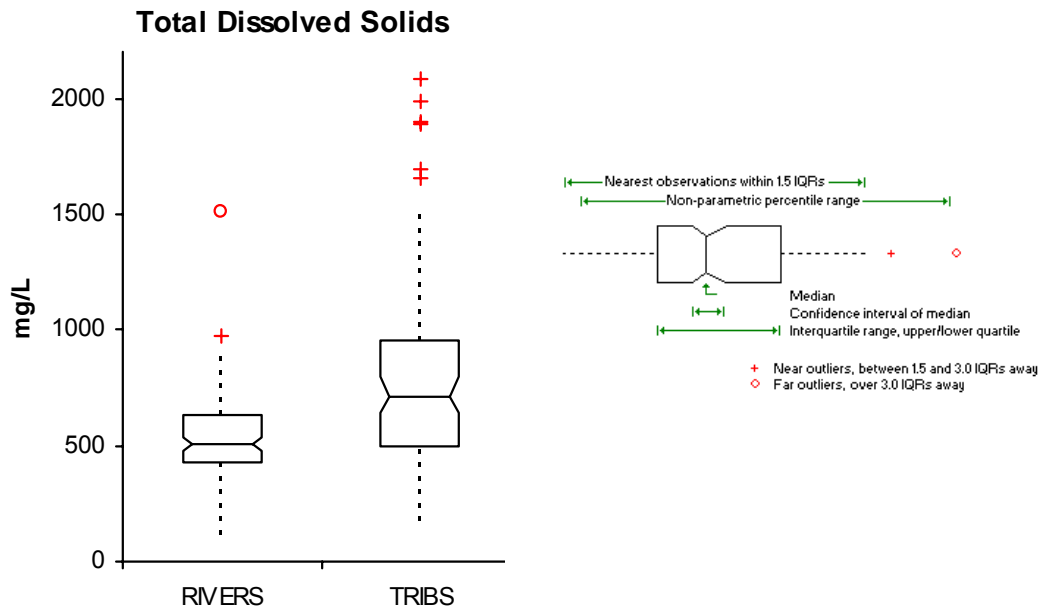 Total Dissolved Solids
mg/L
2000
1500
1000
500
0
RIVERS
TRIBS
Nearest observations within 1.5 IQRs
Non-parametric percentile range
Median
Confidence interval of median
Interquartile range, upper/lower quartile
+ Near outliers, between 1.5 and 3.0 IQRs away
Far outliers, over 3.0 IQRs away